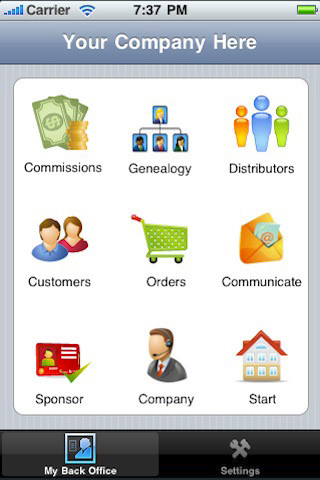 Carrier 7:37 PM
Your Company Here
Commissions Genealogy Distributors
Customers Orders Communicate
Sponsor Company Start
My Back Office Settings